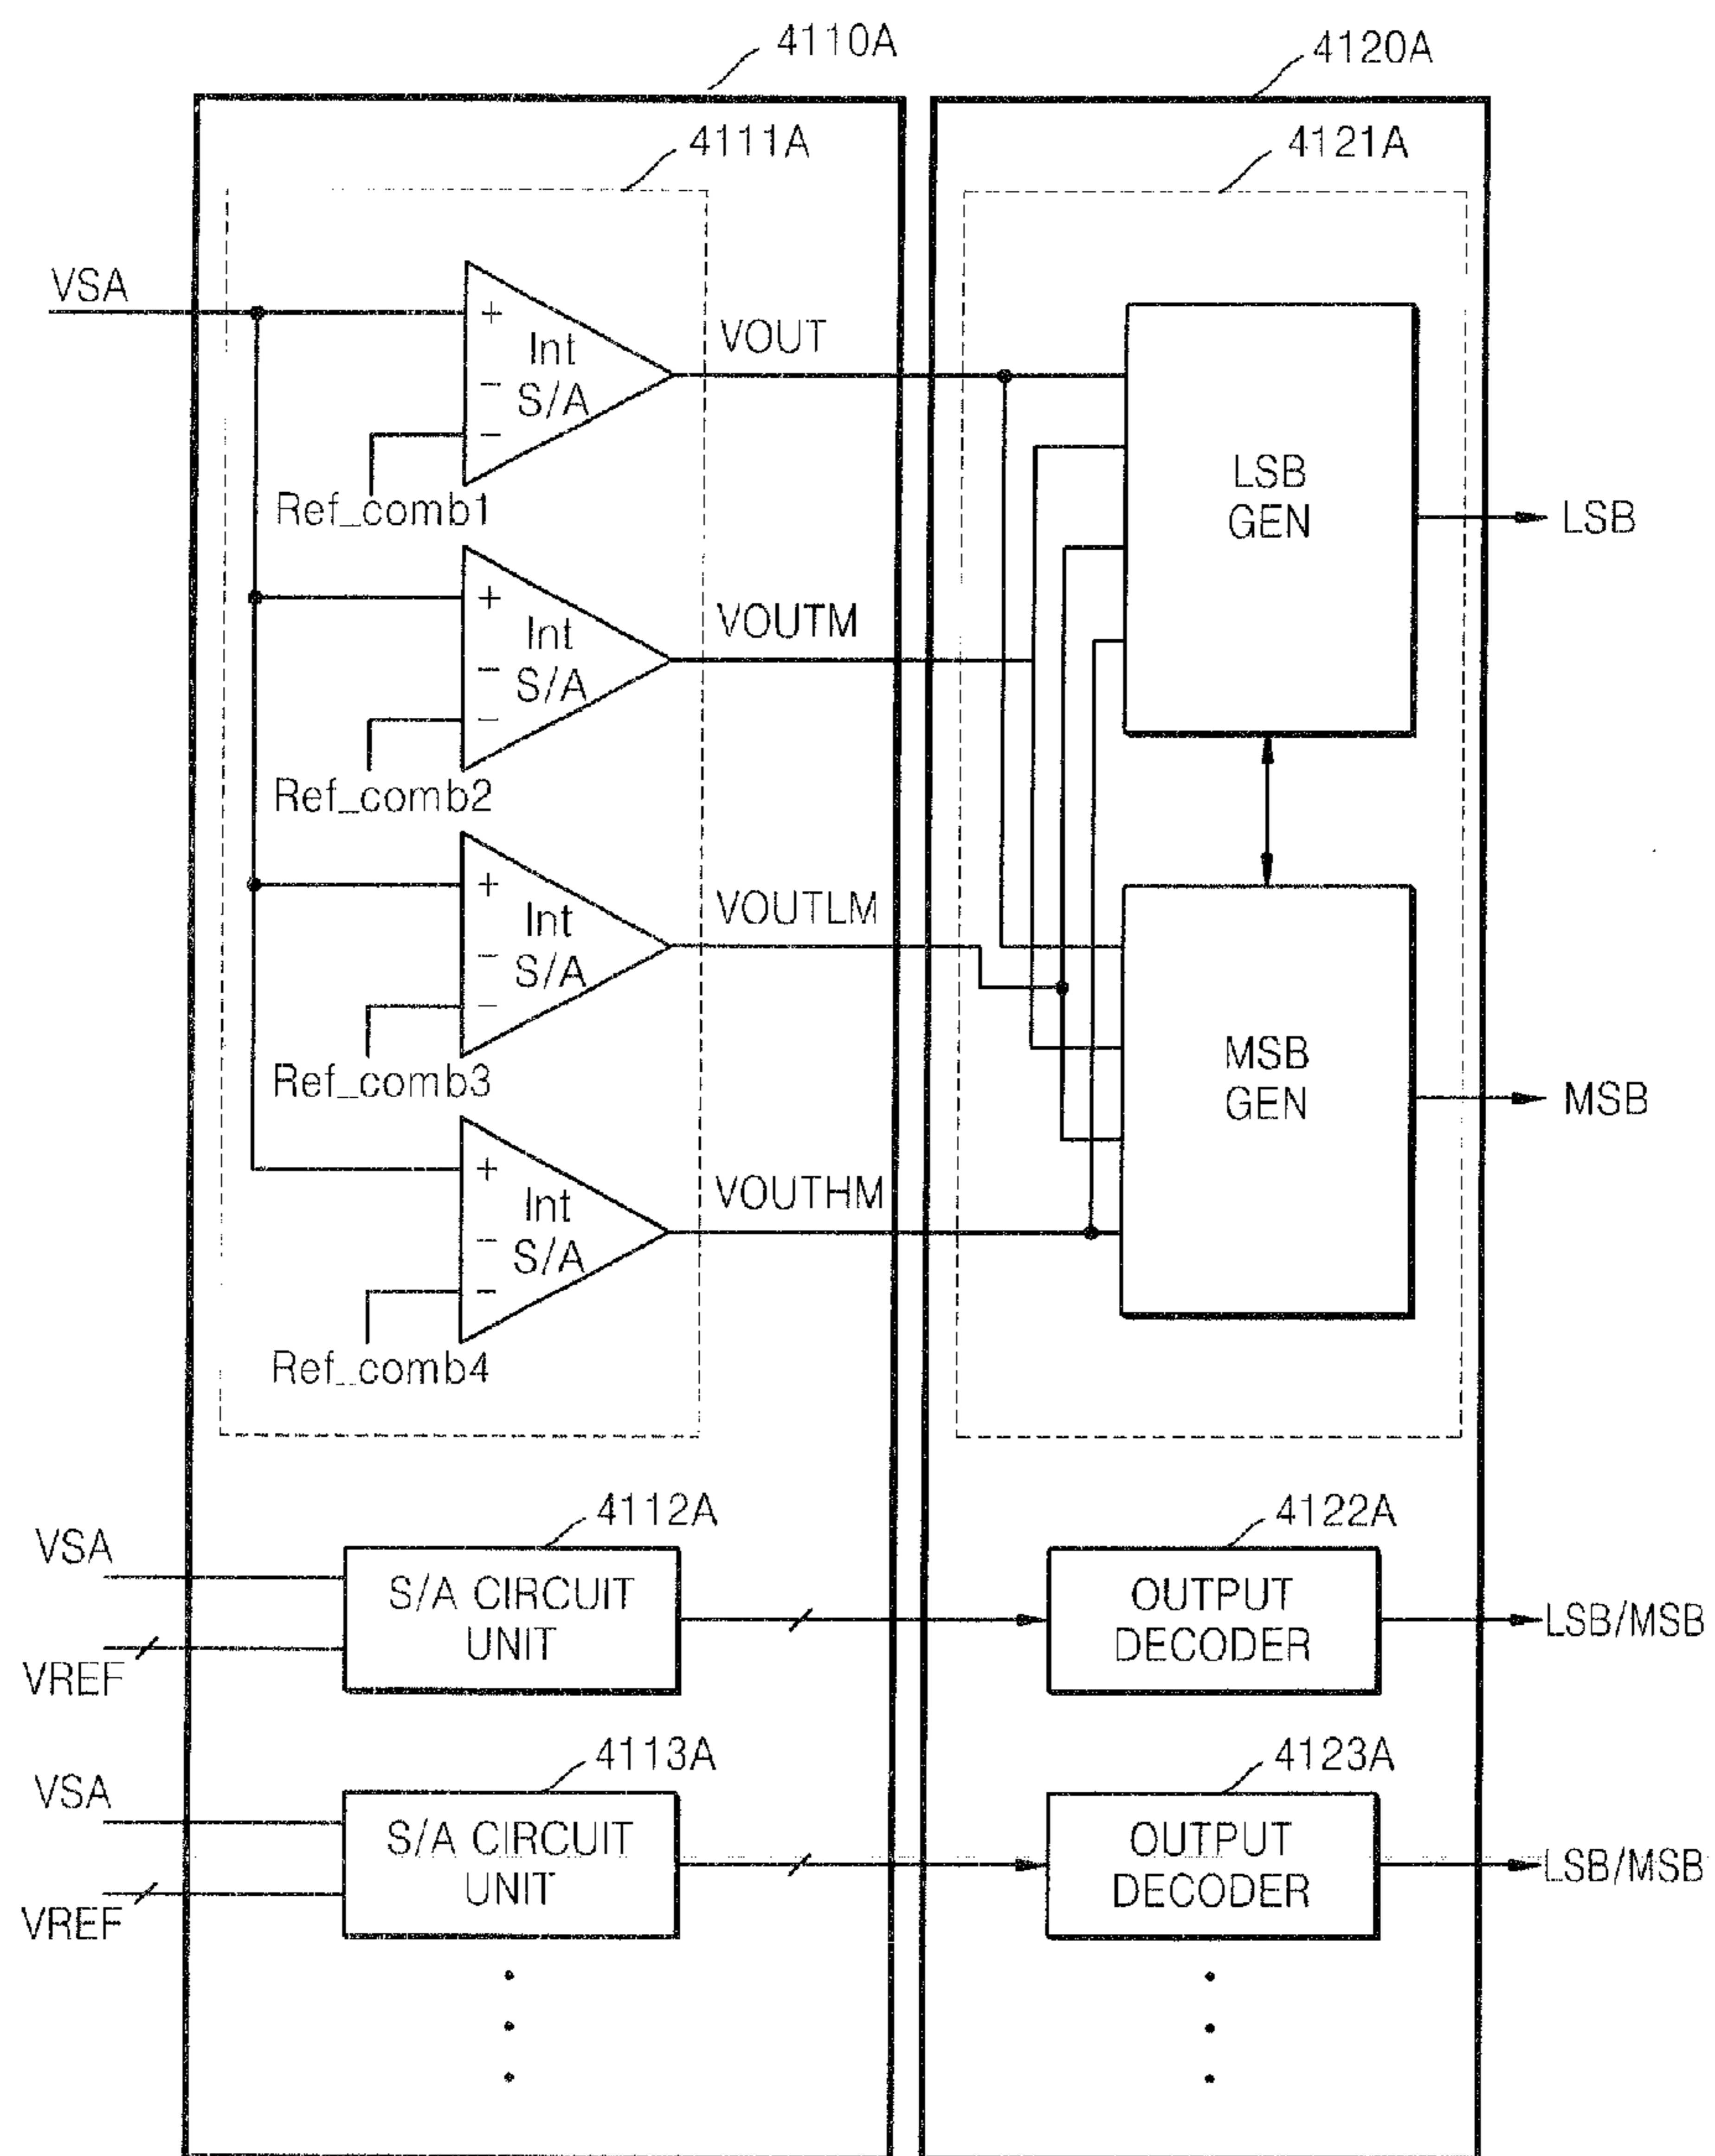 4110A
4120A
4111A
4121A
VSA
+
Int
S/A
−
−
VOUT
Ref_comb1
LSB
GEN
LSB
+
Int
S/A
−
−
VOUTM
Ref_comb2
+
Int
S/A
−
−
VOUTLM
Ref_comb3
MSB
GEN
MSB
+
Int
S/A
−
−
VOUTHM
Ref_comb4
4112A
4122A
VSA
VREF
S/A CIRCUIT
UNIT
OUTPUT
DECODER
LSB/MSB
4113A
4123A
VSA
VREF
S/A CIRCUIT
UNIT
OUTPUT
DECODER
LSB/MSB